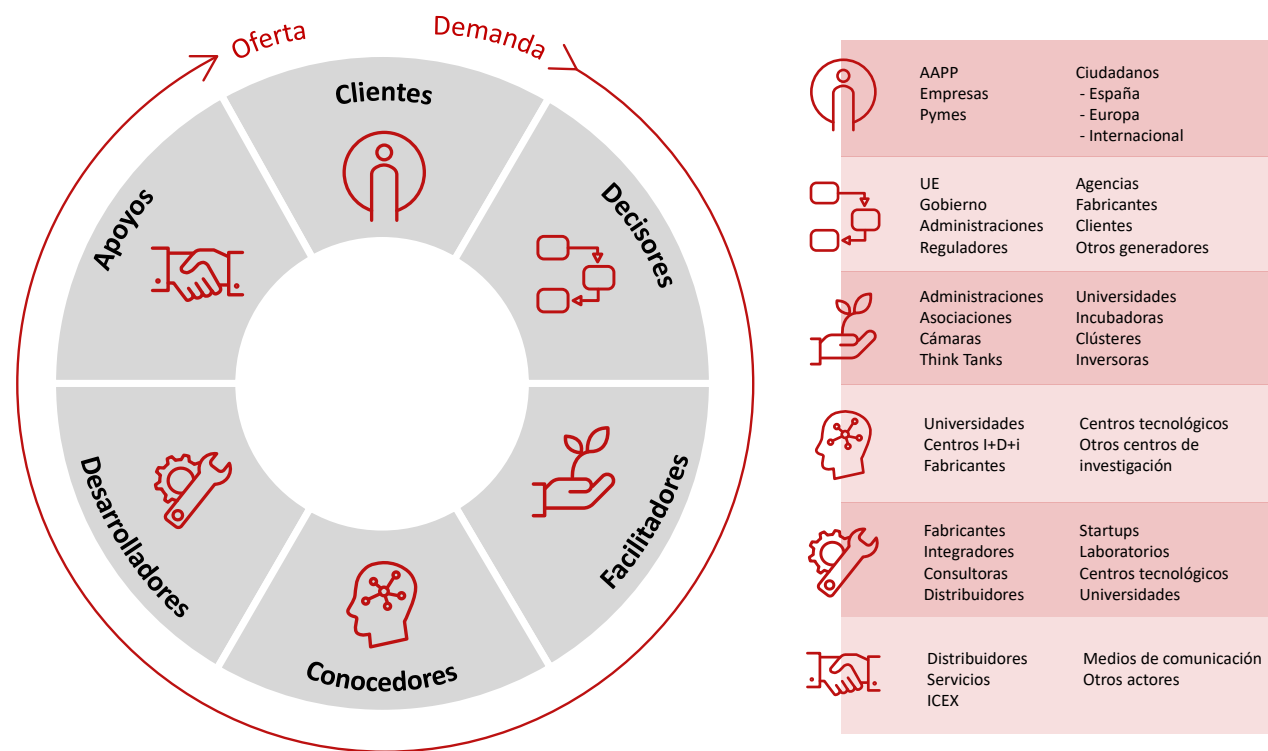 Oferta
Demanda
Clientes
Decisores
Facilitadores
Conocedores
Desarrolladores
Apoyos
AAPP
Empresas
Pymes
Ciudadanos
- España
- Europa
- Internacional
UE
Gobierno
Administraciones
Reguladores
Agencias
Fabricantes
Clientes
Otros generadores
Administraciones
Asociaciones
Cámaras
Think Tanks
Universidades
Incubadoras
Clústeres
Inversoras
Universidades
Centros I+D+i
Fabricantes
Centros tecnológicos
Otros centros de
investigación
Fabricantes
Integradores
Consultoras
Distribuidores
Startups
Laboratorios
Centros tecnológicos
Universidades
Distribuidores
Servicios
ICEX
Medios de comunicación
Otros actores